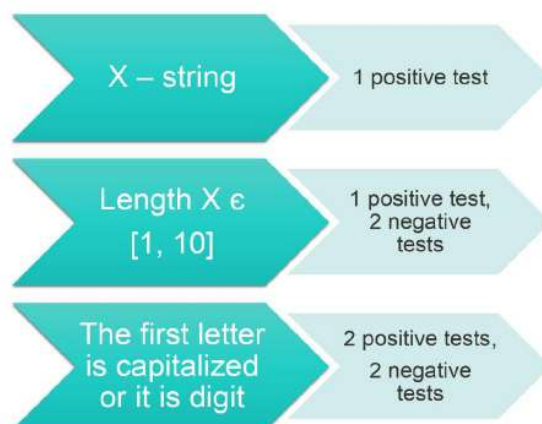 X – string
1 positive test
Length X є
[1, 10]
1 positive test,
2 negative
tests
The first letter
is capitalized
or it is digit
2 positive tests,
2 negative
tests